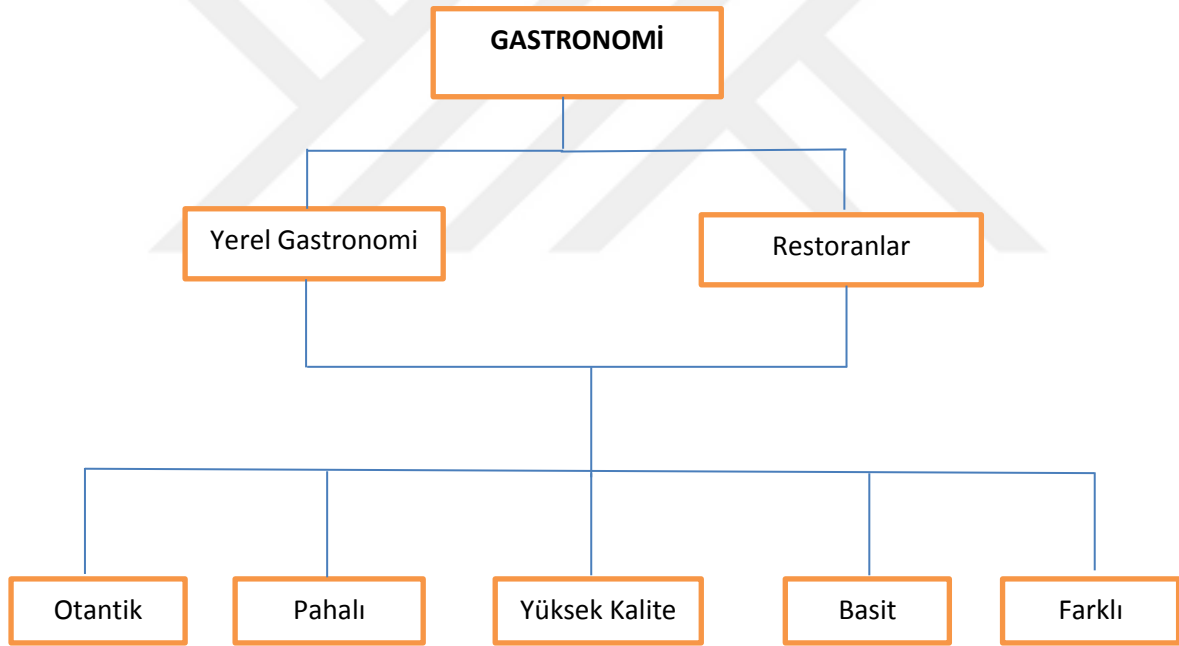 GASTRONOMİ
Yerel Gastronomi
Restoranlar
Otantik
Pahalı
Yüksek Kalite
Basit
Farklı